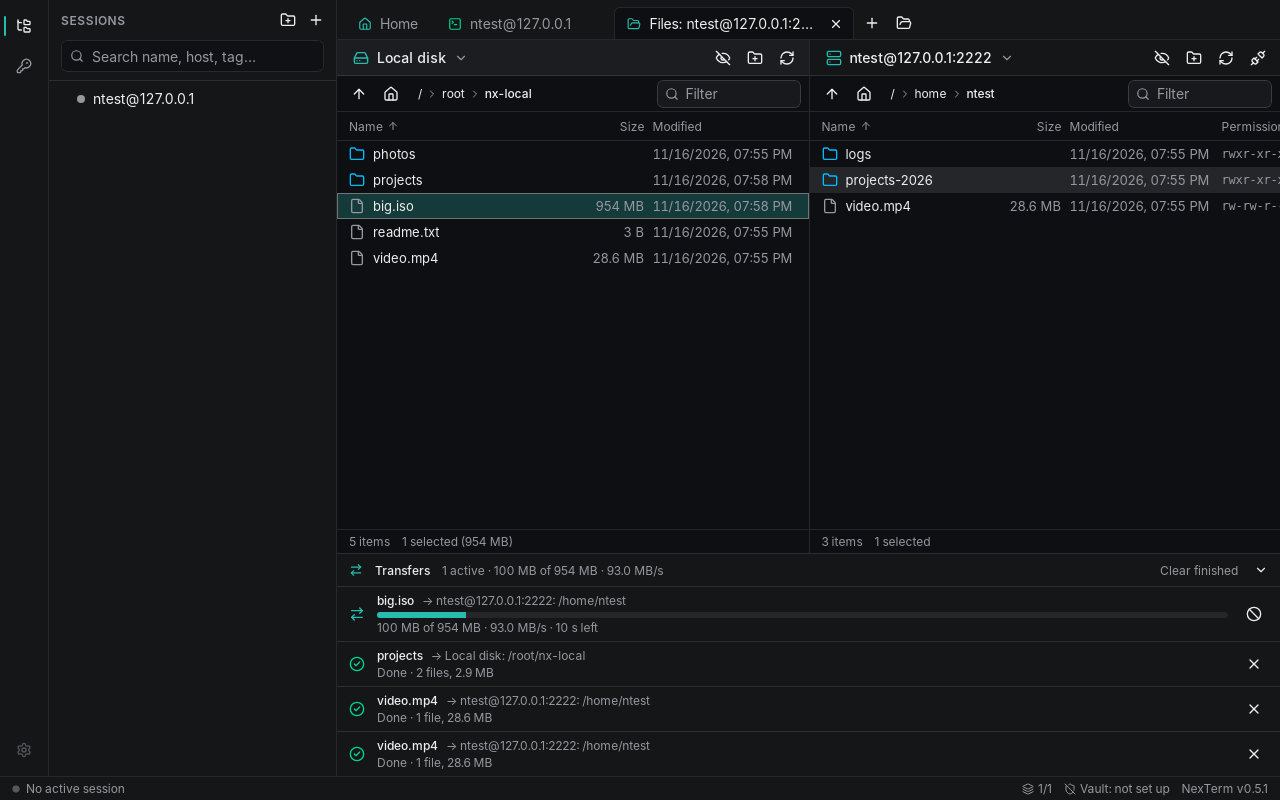 SESSIONS
Search name, host, tag...
ntest@127.0.0.1
Home
ntest@127.0.0.1
Files: ntest@127.0.0.1:2...
Local disk
/ root nx-local
Filter
Name Size Modified
photos 11/16/2026, 07:55 PM
projects 11/16/2026, 07:58 PM
big.iso 954 MB 11/16/2026, 07:58 PM
readme.txt 3 B 11/16/2026, 07:55 PM
video.mp4 28.6 MB 11/16/2026, 07:55 PM
5 items 1 selected (954 MB)
ntest@127.0.0.1:2222
/ home ntest
Filter
Name Size Modified Permission
logs 11/16/2026, 07:55 PM rwxr-xr-x
projects-2026 11/16/2026, 07:55 PM rwxr-xr-x
video.mp4 28.6 MB 11/16/2026, 07:55 PM rw-rw-r--
3 items 1 selected
Transfers 1 active · 100 MB of 954 MB · 93.0 MB/s
Clear finished
big.iso → ntest@127.0.0.1:2222: /home/ntest
100 MB of 954 MB · 93.0 MB/s · 10 s left
projects → Local disk: /root/nx-local
Done · 2 files, 2.9 MB
video.mp4 → ntest@127.0.0.1:2222: /home/ntest
Done · 1 file, 28.6 MB
video.mp4 → ntest@127.0.0.1:2222: /home/ntest
Done · 1 file, 28.6 MB
No active session
1/1
Vault: not set up
NexTerm v0.5.1